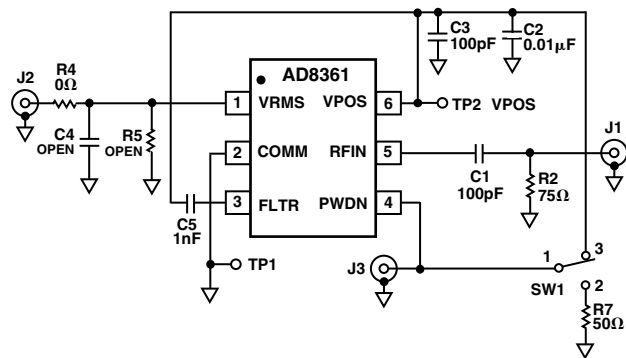 C3
100pF
C2
0.01µF
J2
R4
0Ω
AD8361
1
VRMS
VPOS
6
TP2 VPOS
J1
C4
OPEN
R5
OPEN
2
COMM
RFIN
5
C1
100pF
R2
75Ω
3
FLTR
PWDN
4
C5
1nF
TP1
J3
1
3
SW1
2
R7
50Ω